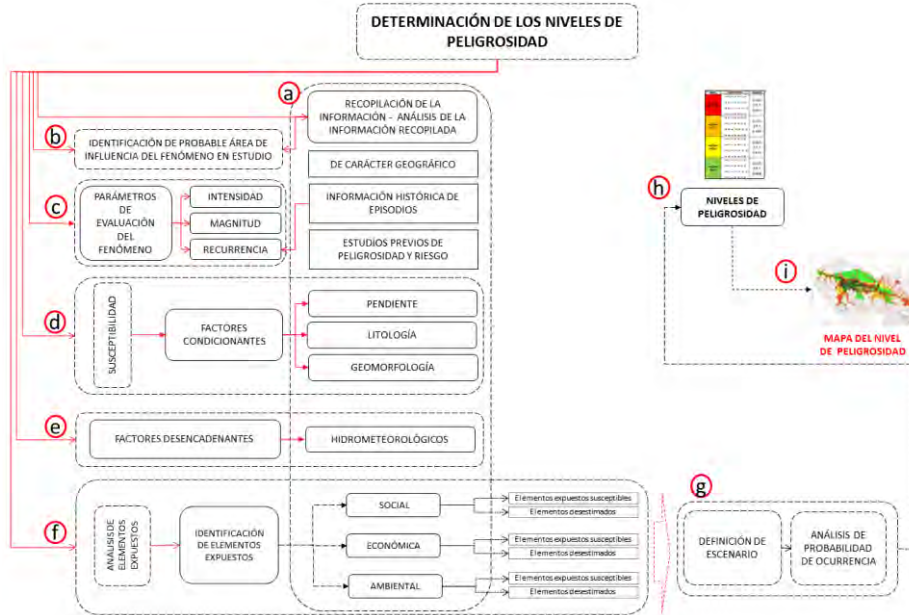 DETERMINACIÓN DE LOS NIVELES DE
PELIGROSIDAD
a
RECOPILACIÓN DE LA
INFORMACIÓN - ANÁLISIS DE LA
INFORMACIÓN RECOPILADA
b
IDENTIFICACIÓN DE PROBABLE ÁREA DE
INFLUENCIA DEL FENÓMENO EN ESTUDIO
DE CARÁCTER GEOGRÁFICO
INFORMACIÓN HISTÓRICA DE
EPISODIOS
ESTUDIOS PREVIOS DE
PELIGROSIDAD Y RIESGO
c
PARÁMETROS
DE
EVALUACIÓN
DEL
FENÓMENO
INTENSIDAD
MAGNITUD
RECURRENCIA
d
SUSCEPTIBILIDAD
FACTORES
CONDICIONANTES
PENDIENTE
LITOLOGÍA
GEOMORFOLOGÍA
e
FACTORES DESENCADENANTES
HIDROMETEOROLÓGICOS
f
ANÁLISIS DE
ELEMENTOS
EXPUESTOS
IDENTIFICACIÓN
DE ELEMENTOS
EXPUESTOS
SOCIAL
Elementos expuestos susceptibles
Elementos desestimados
ECONÓMICA
Elementos expuestos susceptibles
Elementos desestimados
AMBIENTAL
Elementos expuestos susceptibles
Elementos desestimados
g
DEFINICIÓN DE
ESCENARIO
ANÁLISIS DE
PROBABILIDAD
DE OCURRENCIA
h
NIVELES DE
PELIGROSIDAD
i
MAPA DEL NIVEL
DE PELIGROSIDAD